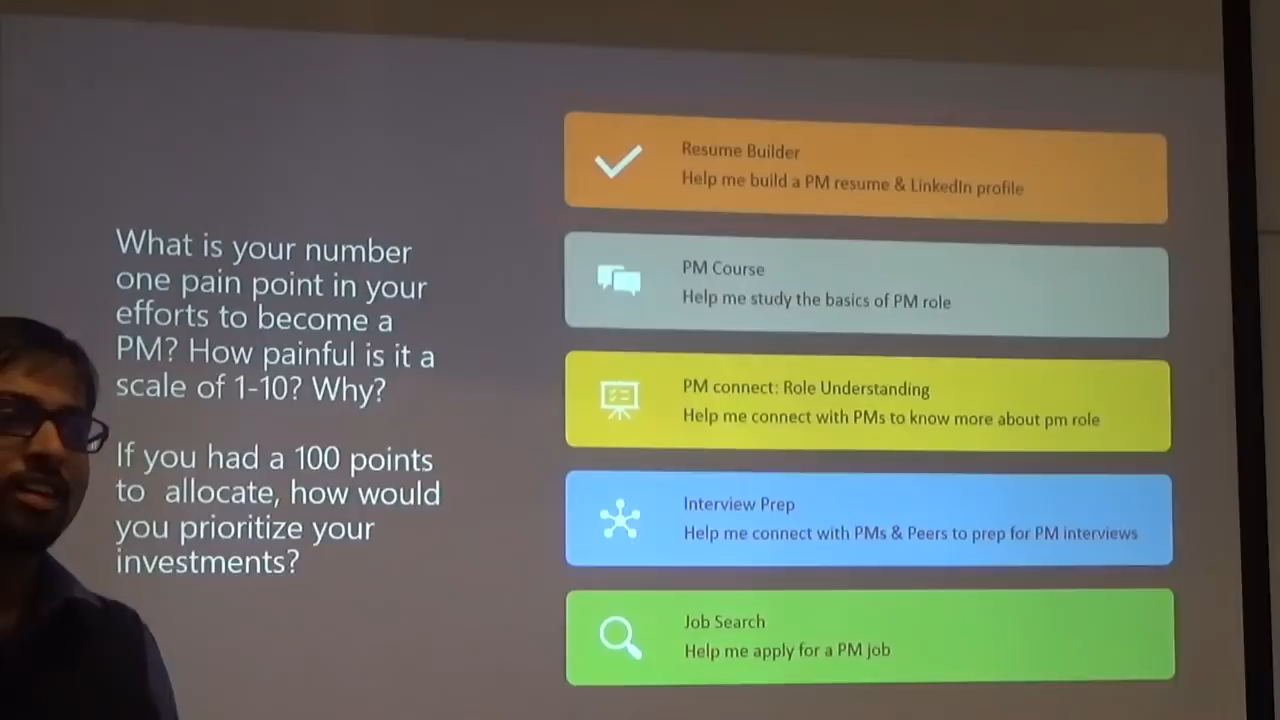 What is your number
one pain point in your
efforts to become a
PM? How painful is it a
scale of 1-10? Why?
If you had a 100 points
to allocate, how would
you prioritize your
investments?
Resume Builder
Help me build a PM resume & LinkedIn profile
PM Course
Help me study the basics of PM role
PM connect: Role Understanding
Help me connect with PMs to know more about pm role
Interview Prep
Help me connect with PMs & Peers to prep for PM interviews
Job Search
Help me apply for a PM job